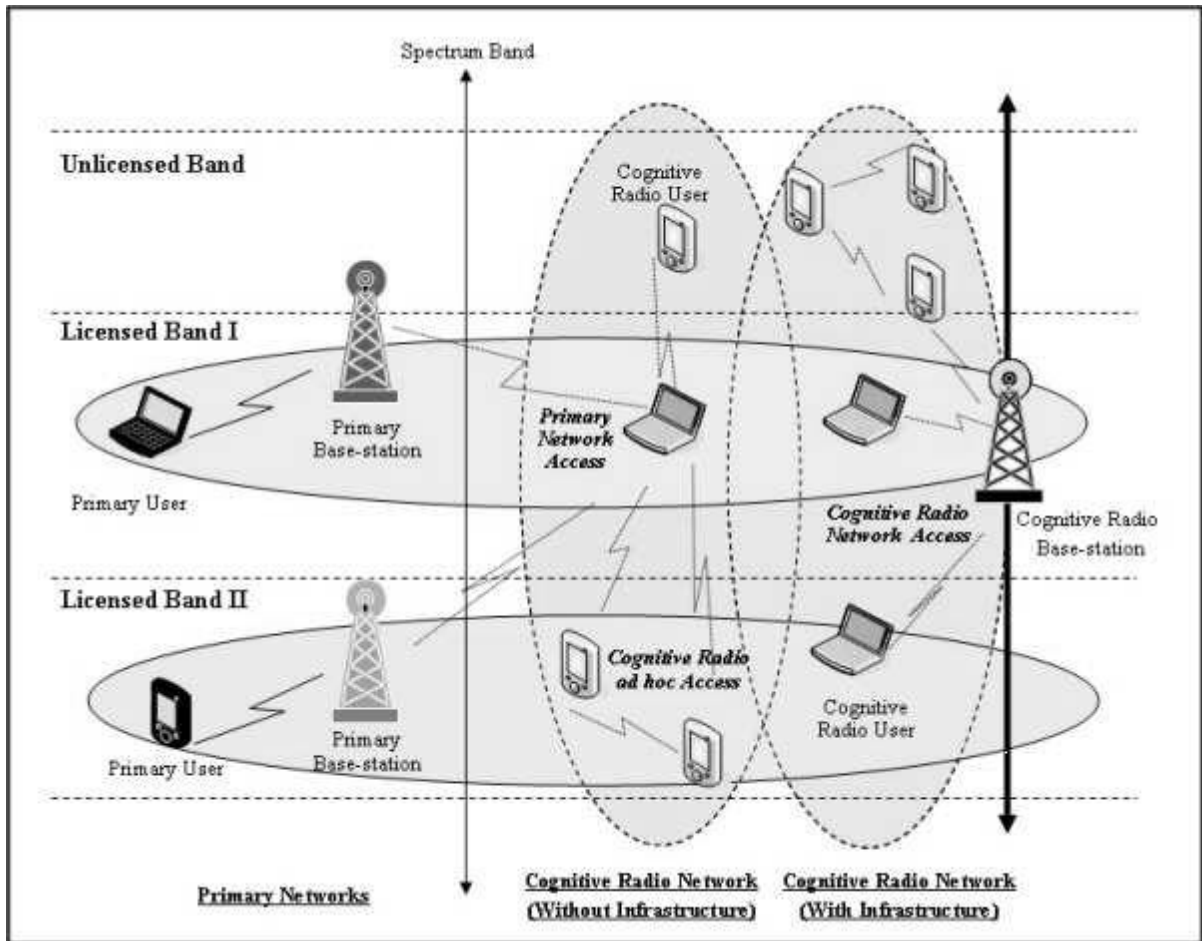 Spectrum Band
Unlicensed Band
Cognitive
Radio User
Licensed Band I
Primary
Base-station
Primary
Network
Access
Primary User
Cognitive Radio
Network Access
Cognitive Radio
Base-station
Licensed Band II
Cognitive Radio
ad hoc Access
Cognitive
Radio User
Primary
Base-station
Primary User
Primary Networks
Cognitive Radio Network
(Without Infrastructure)
Cognitive Radio Network
(With Infrastructure)